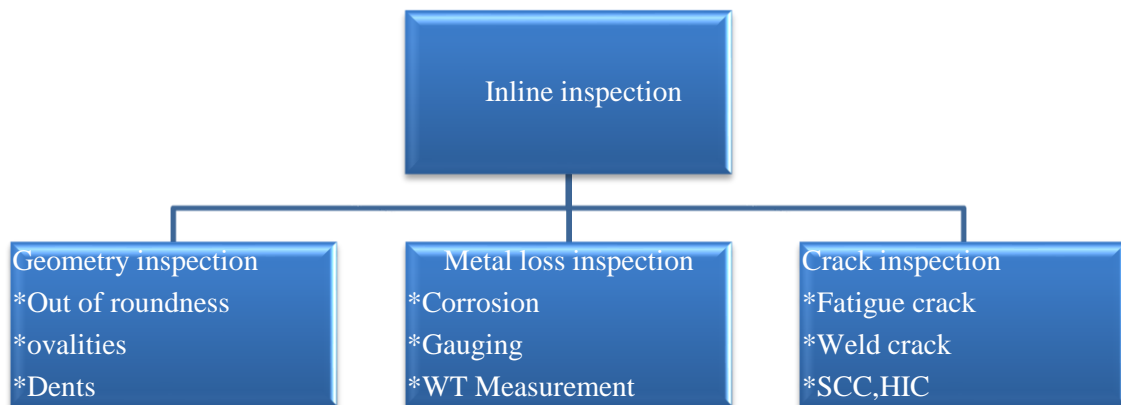 Inline inspection
Geometry inspection
*Out of roundness
*ovalities
*Dents
Metal loss inspection
*Corrosion
*Gauging
*WT Measurement
Crack inspection
*Fatigue crack
*Weld crack
*SCC,HIC